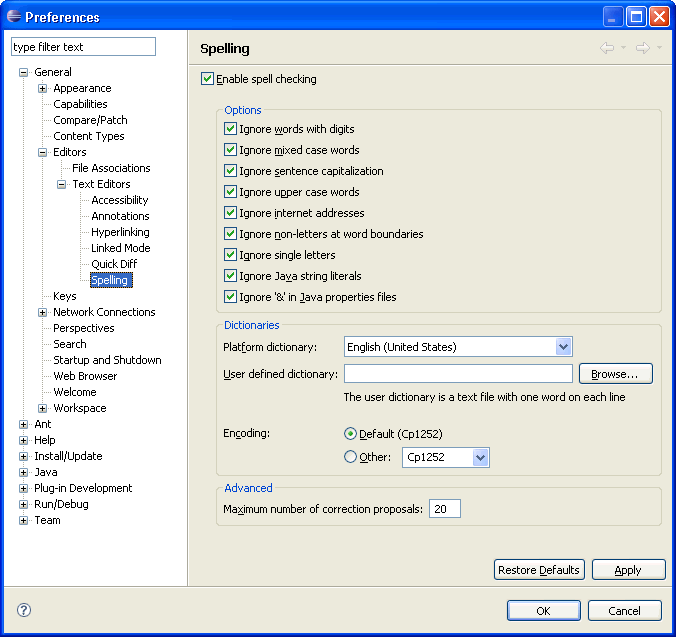 Preferences
type filter text
General
Appearance
Capabilities
Compare/Patch
Content Types
Editors
File Associations
Text Editors
Accessibility
Annotations
Hyperlinking
Linked Mode
Quick Diff
Spelling
Keys
Network Connections
Perspectives
Search
Startup and Shutdown
Web Browser
Welcome
Workspace
Ant
Help
Install/Update
Java
Plug-in Development
Run/Debug
Team
Spelling
Enable spell checking
Options
Ignore words with digits
Ignore mixed case words
Ignore sentence capitalization
Ignore upper case words
Ignore internet addresses
Ignore non-letters at word boundaries
Ignore single letters
Ignore Java string literals
Ignore '&' in Java properties files
Dictionaries
Platform dictionary: English (United States)
User defined dictionary: Browse...
The user dictionary is a text file with one word on each line
Encoding: Default (Cp1252)
Other: Cp1252
Advanced
Maximum number of correction proposals: 20
Restore Defaults Apply
? OK Cancel